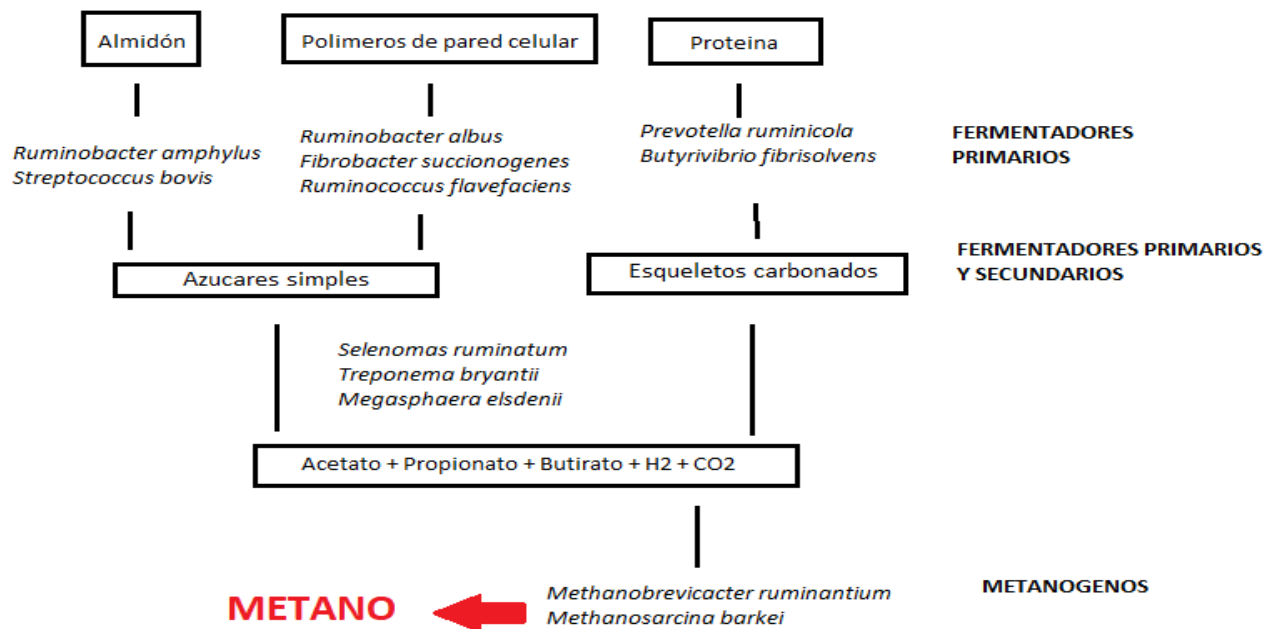 Almidón
Polimeros de pared celular
Proteina
Ruminobacter amphylus
Streptococcus bovis
Ruminobacter albus
Fibrobacter succionogenes
Ruminococcus flavefaciens
Prevotella ruminicola
Butyrivibrio fibrisolvens
FERMENTADORES
PRIMARIOS
Azucares simples
Esqueletos carbonados
FERMENTADORES PRIMARIOS
Y SECUNDARIOS
Selenomas ruminatum
Treponema bryantii
Megasphaera elsdenii
Acetato + Propionato + Butirato + H2 + CO2
METANO
Methanobrevicacter ruminantium
Methanosarcina barkei
METANOGENOS